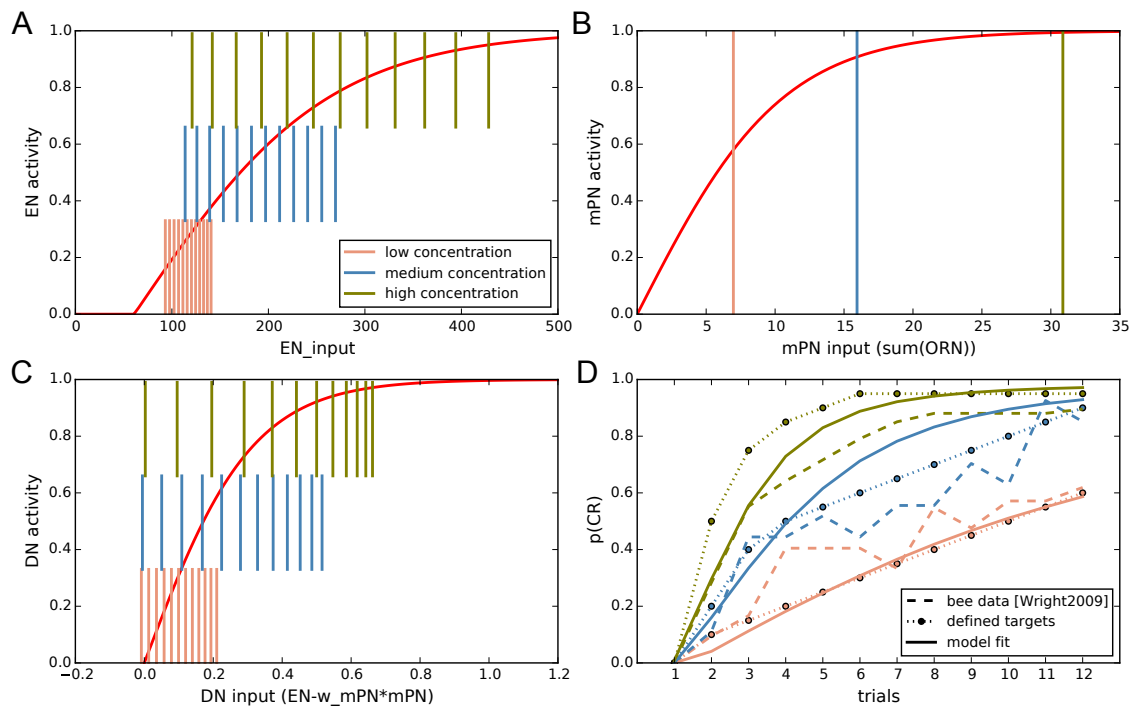 A
1.0
0.8
0.6
0.4
0.2
0.0
EN activity
low concentration
medium concentration
high concentration
0 100 200 300 400 500
EN_input
B
1.0
0.8
0.6
0.4
0.2
0.0
mPN activity
0 5 10 15 20 25 30 35
mPN input (sum(ORN))
C
1.0
0.8
0.6
0.4
0.2
0.0
DN activity
−0.2 0.0 0.2 0.4 0.6 0.8 1.0 1.2
DN input (EN-w_mPN*mPN)
D
1.0
0.8
0.6
0.4
0.2
0.0
p(CR)
bee data [Wright2009]
defined targets
model fit
1 2 3 4 5 6 7 8 9 10 11 12
trials